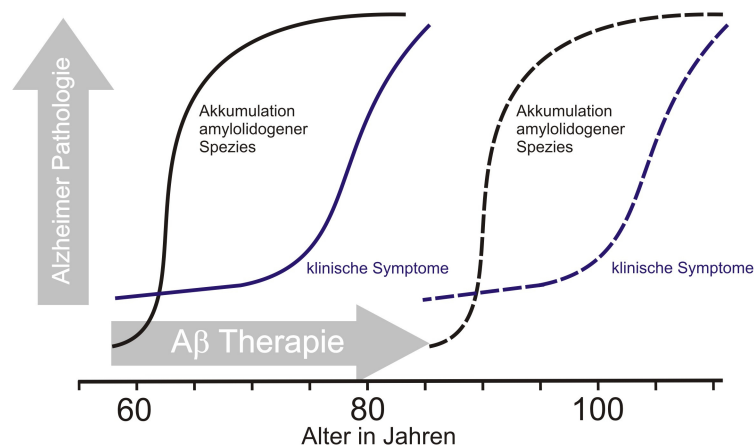 Alzheimer Pathologie
Akkumulation
amylolidogener
Spezies
klinische Symptome
Akkumulation
amylolidogener
Spezies
klinische Symptome
Aβ Therapie
60 80 100
Alter in Jahren